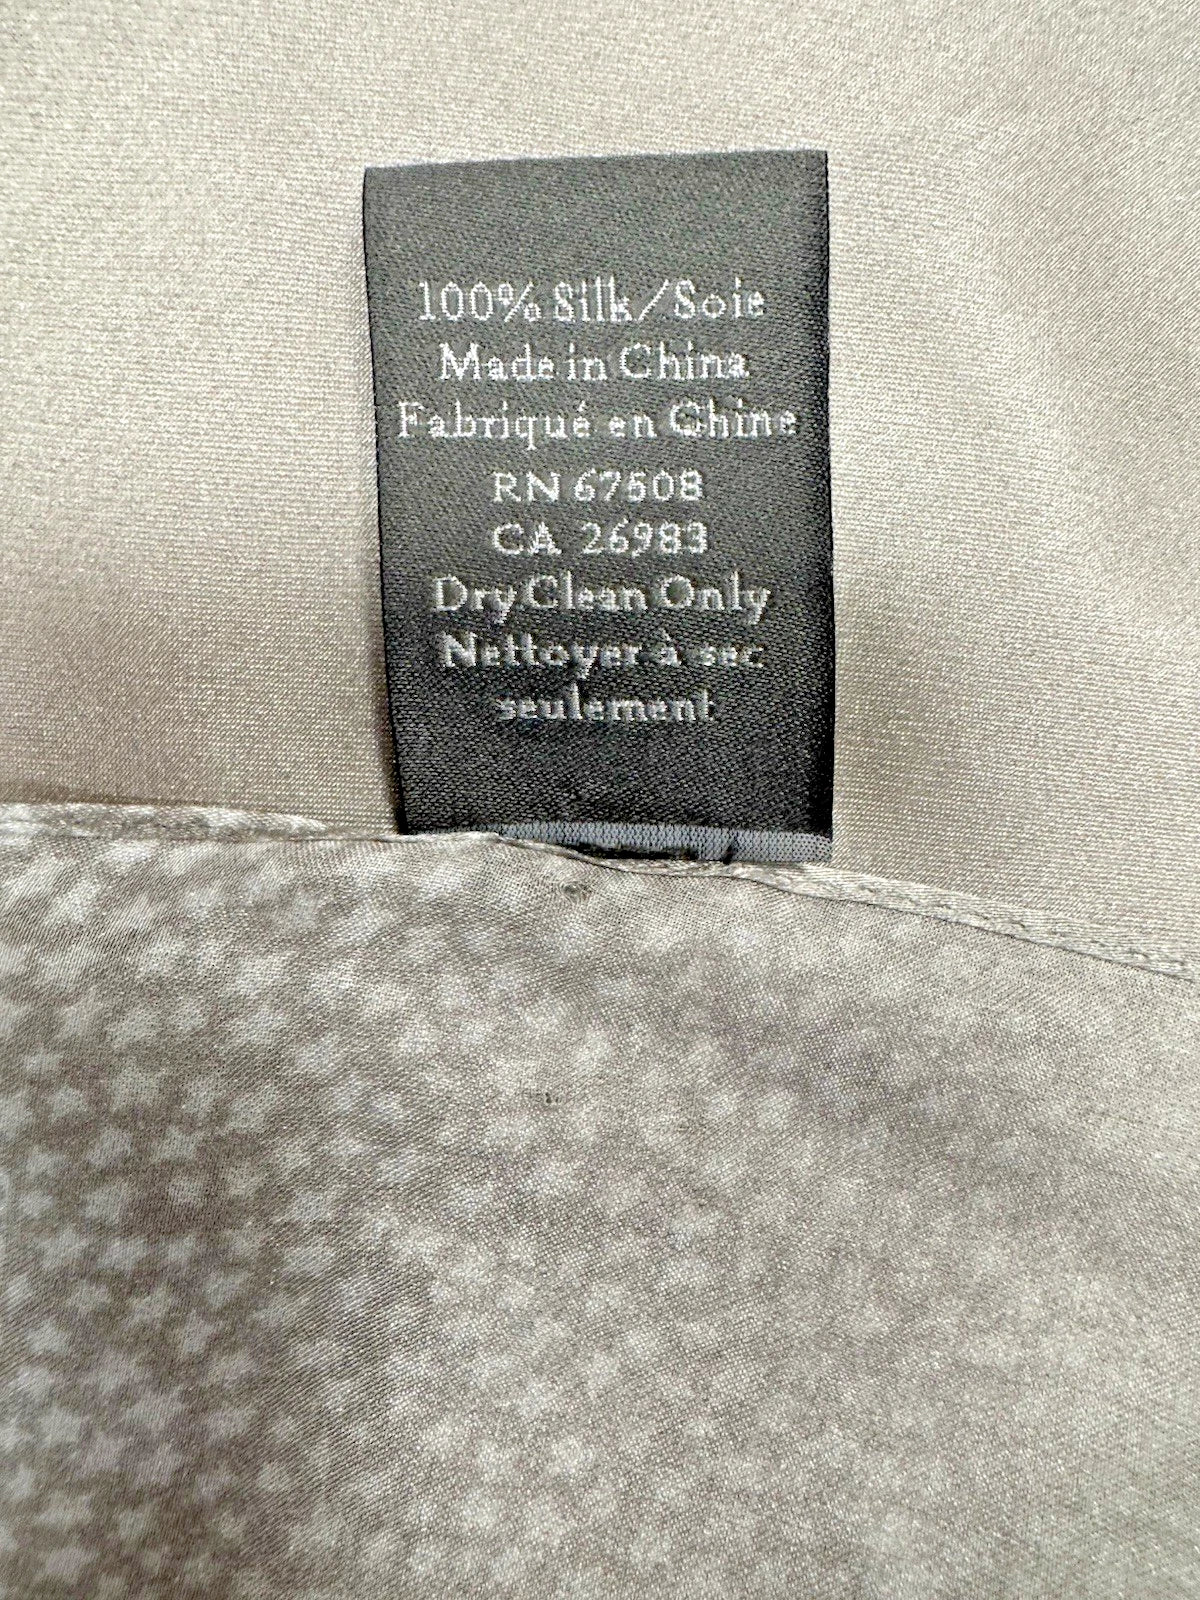 100% Silk/Soie
Made in China
Fabriqué en Chine
RN 67508
CA 26983
Dry Clean Only
Nettoyer à sec
seulement